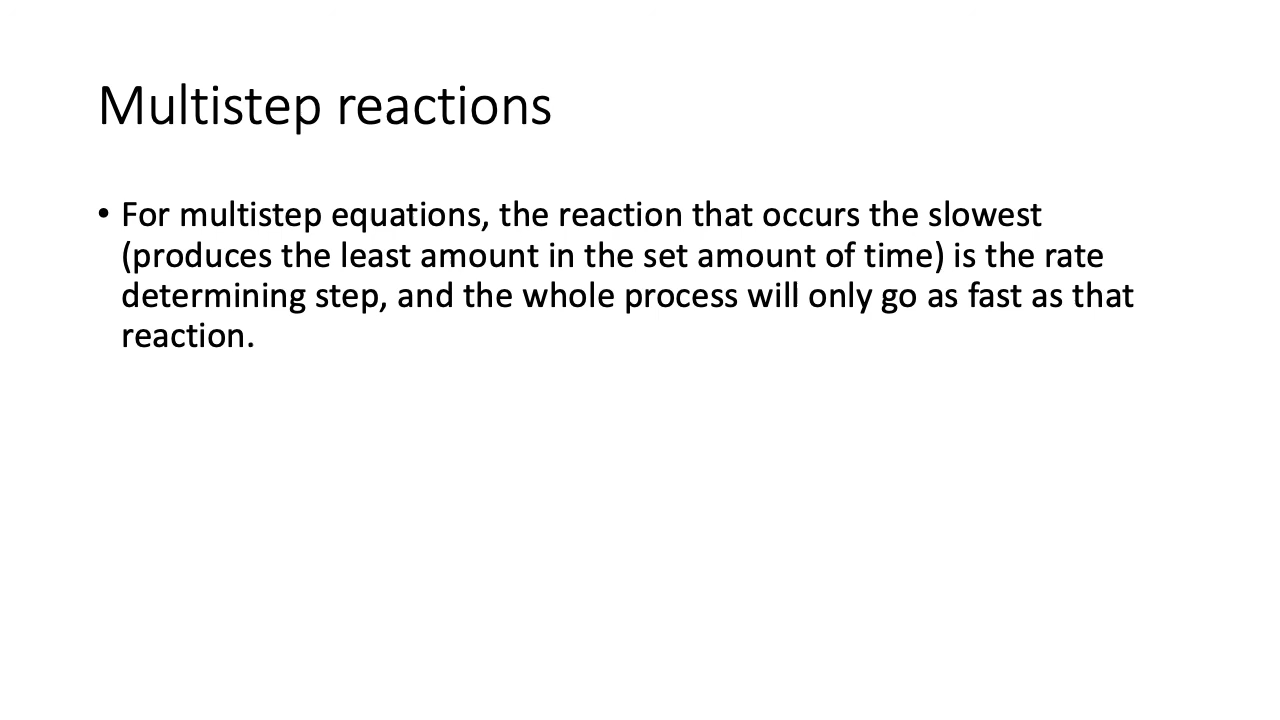 Multistep reactions
• For multistep equations, the reaction that occurs the slowest
(produces the least amount in the set amount of time) is the rate
determining step, and the whole process will only go as fast as that
reaction.